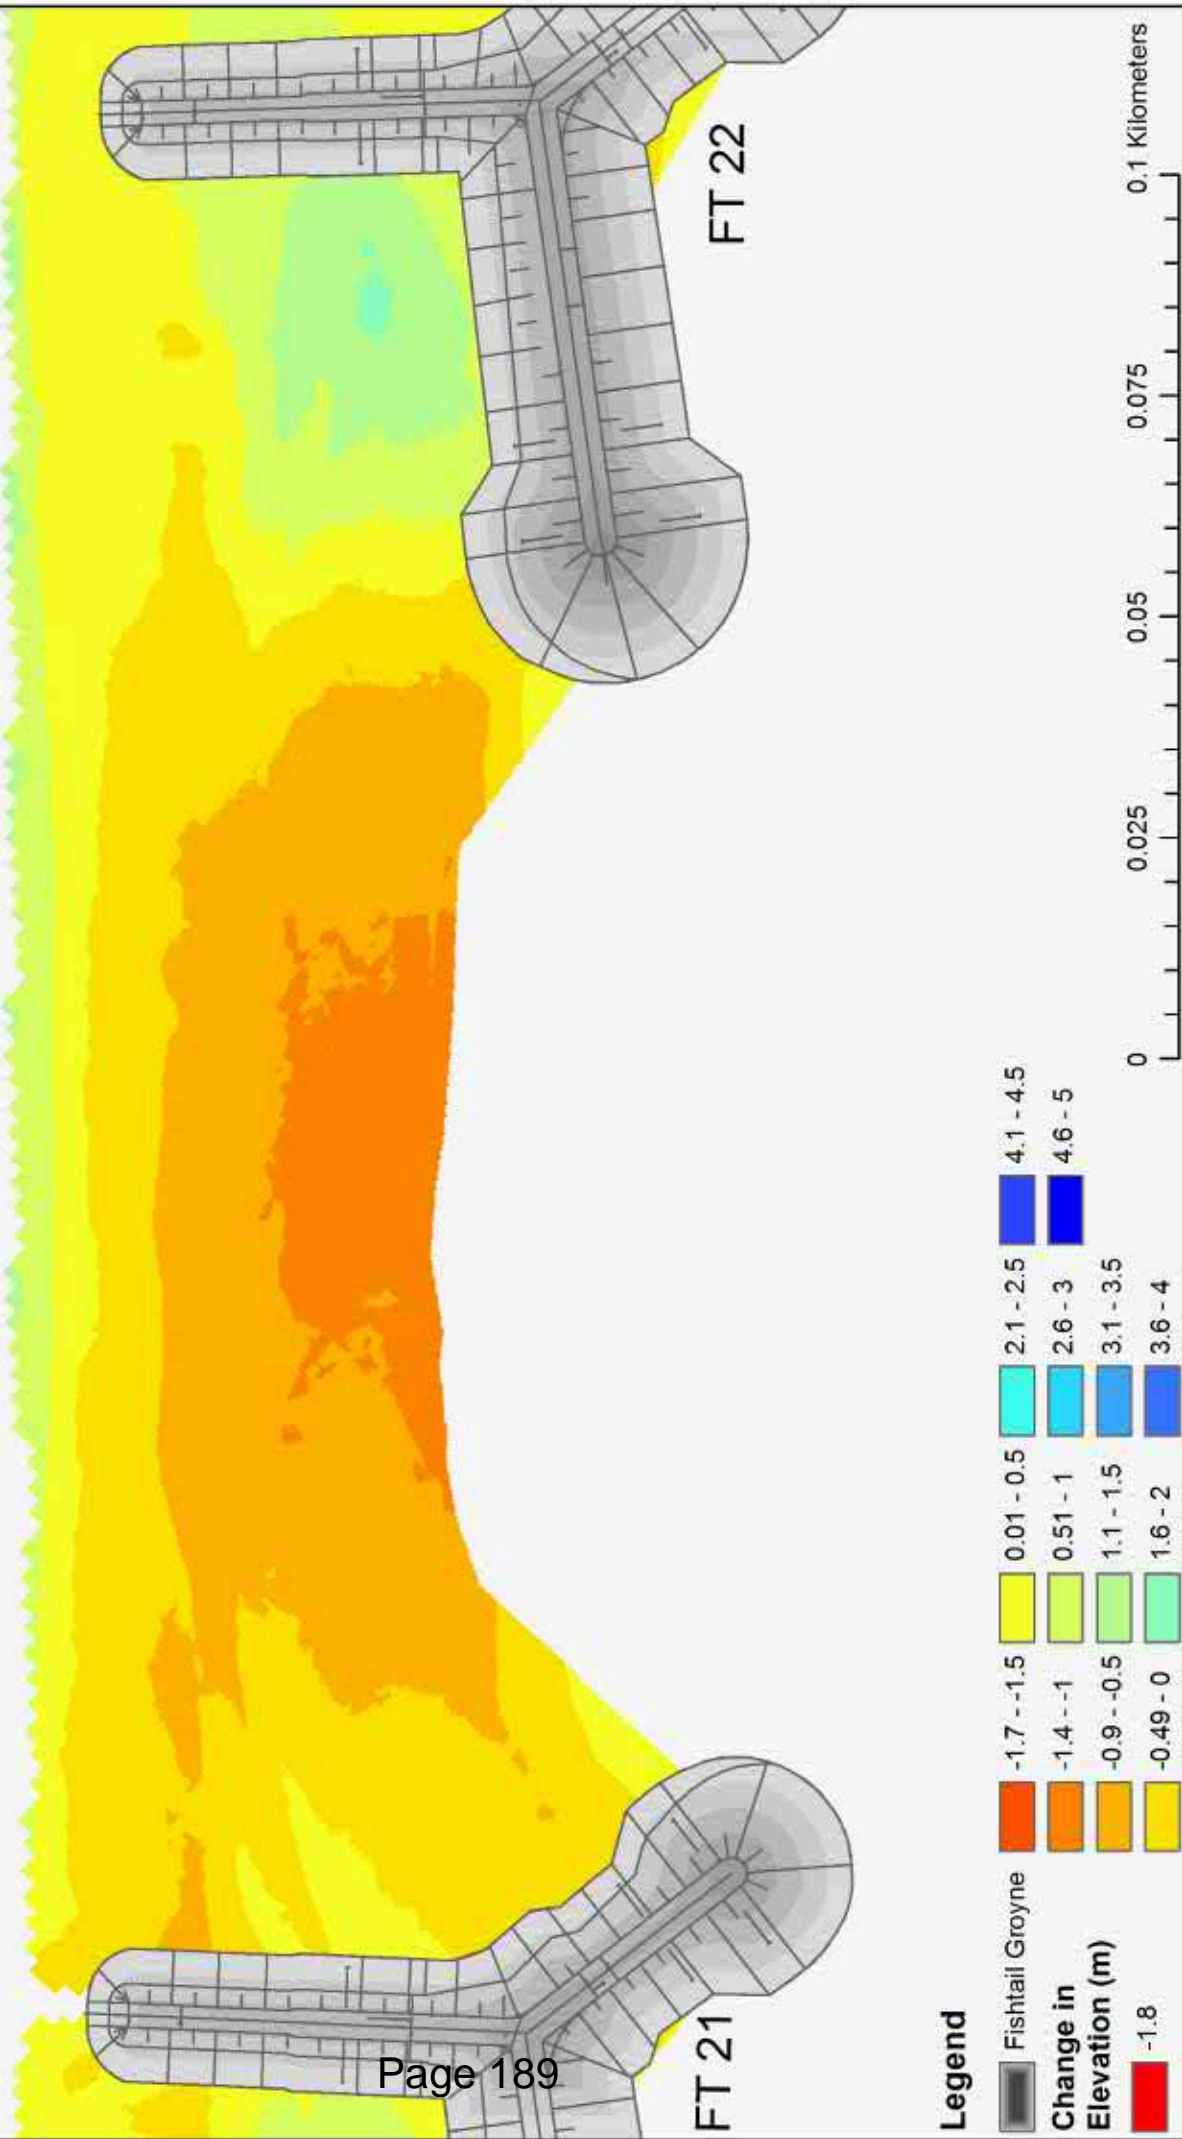 FT 21
FT 22
Page 189
Legend
Fishtail Groyne
Change in
Elevation (m)
-1.8
-1.7 - -1.5
-1.4 - -1
-0.9 - -0.5
-0.49 - 0
0.01 - 0.5
0.51 - 1
1.1 - 1.5
1.6 - 2
2.1 - 2.5
2.6 - 3
3.1 - 3.5
3.6 - 4
4.1 - 4.5
4.6 - 5
0 0.025 0.05 0.075 0.1 Kilometers